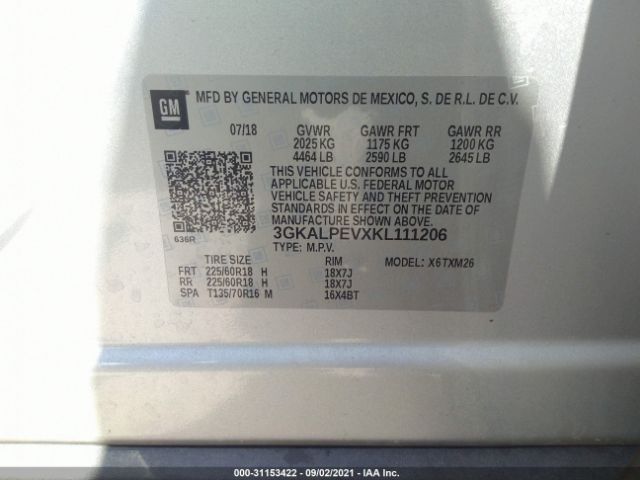 GM
MFD BY GENERAL MOTORS DE MEXICO, S. DE R.L. DE C.V.
07/18 GVWR GAWR FRT GAWR RR
2025 KG 1175 KG 1200 KG
4464 LB 2590 LB 2645 LB
THIS VEHICLE CONFORMS TO ALL
APPLICABLE U.S. FEDERAL MOTOR
VEHICLE SAFETY AND THEFT PREVENTION
STANDARDS IN EFFECT ON THE DATE OF
MANUFACTURE SHOWN ABOVE.
636R 3GKALPEVXKL111206
TYPE: M.P.V.
TIRE SIZE RIM MODEL: X6TXM26
FRT 225/60R18 H 18X7J
RR 225/60R18 H 18X7J
SPA T135/70R16 M 16X4BT
000-31153422 - 09/02/2021 - IAA Inc.